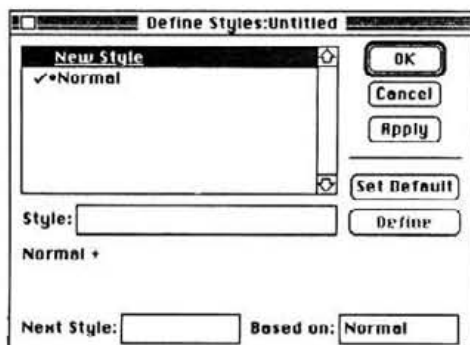 Define Styles:Untitled
New Style
✓•Normal
OK
Cancel
Apply
Set Default
Style:
Define
Normal +
Next Style:
Based on: Normal